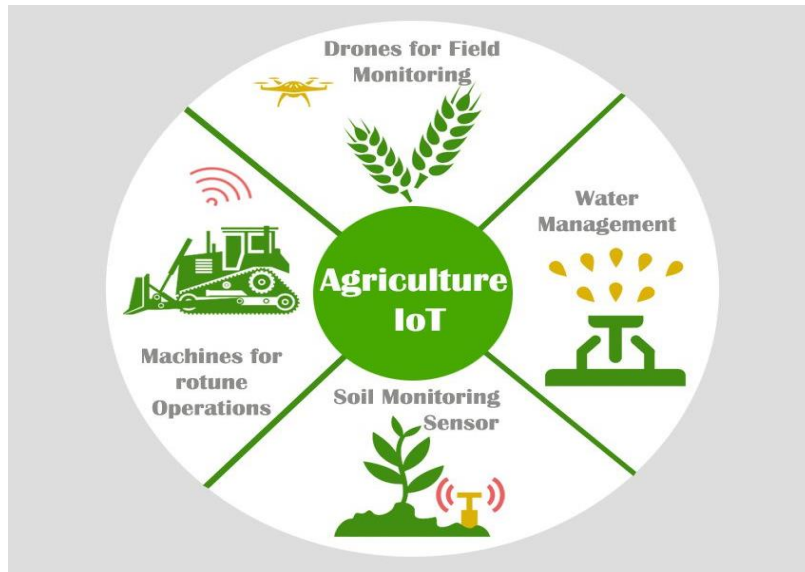 Drones for Field
Monitoring
Water
Management
Agriculture
IoT
Machines for
rotune
Operations
Soil Monitoring
Sensor